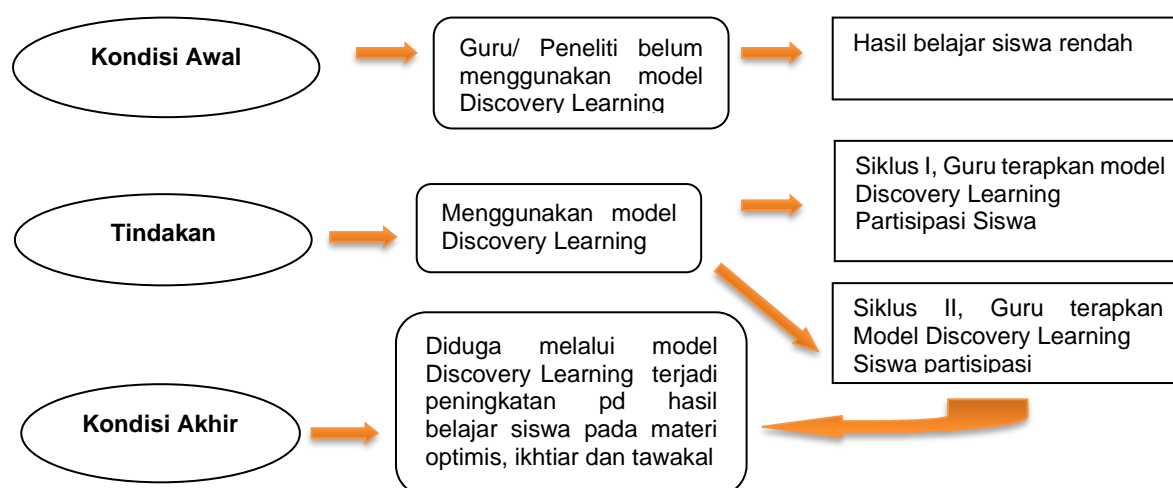 Kondisi Awal
Guru/ Peneliti belum
menggunakan model
Discovery Learning
Hasil belajar siswa rendah
Tindakan
Menggunakan model
Discovery Learning
Siklus I, Guru terapkan model
Discovery Learning
Partisipasi Siswa
Siklus II, Guru terapkan
Model Discovery Learning
Siswa partisipasi
Kondisi Akhir
Diduga melalui model
Discovery Learning terjadi
peningkatan pd hasil
belajar siswa pada materi
optimis, ikhtiar dan tawakal